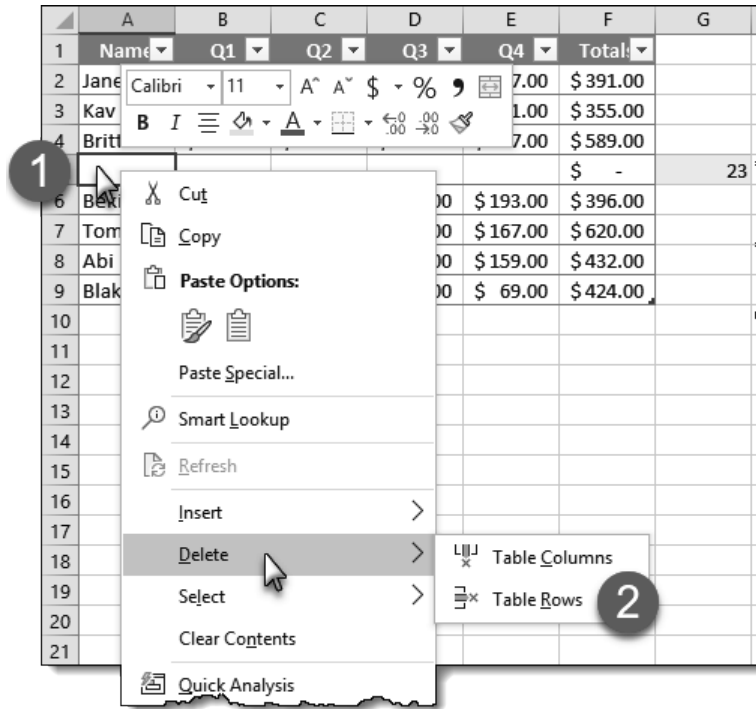 A B C D E F G
1 Name Q1 Q2 Q3 Q4 Totals
2 Jane 7.00 $ 391.00
Calibri 11 A^ A˅ $ % , 
3 Kav 1.00 $ 355.00
B I A .00 .00
4 Britt 7.00 $ 589.00
1 $ - 23
6 Beki 00 $ 193.00 $ 396.00
7 Tom 00 $ 167.00 $ 620.00
8 Abi 00 $ 159.00 $ 432.00
9 Blak 00 $ 69.00 $ 424.00
10
11
12
13
14
15
16
17
18
19
20
21
Cut
Copy
Paste Options:
Paste Special...
Smart Lookup
Refresh
Insert
Delete
Select
Clear Contents
Quick Analysis
Table Columns
Table Rows
2